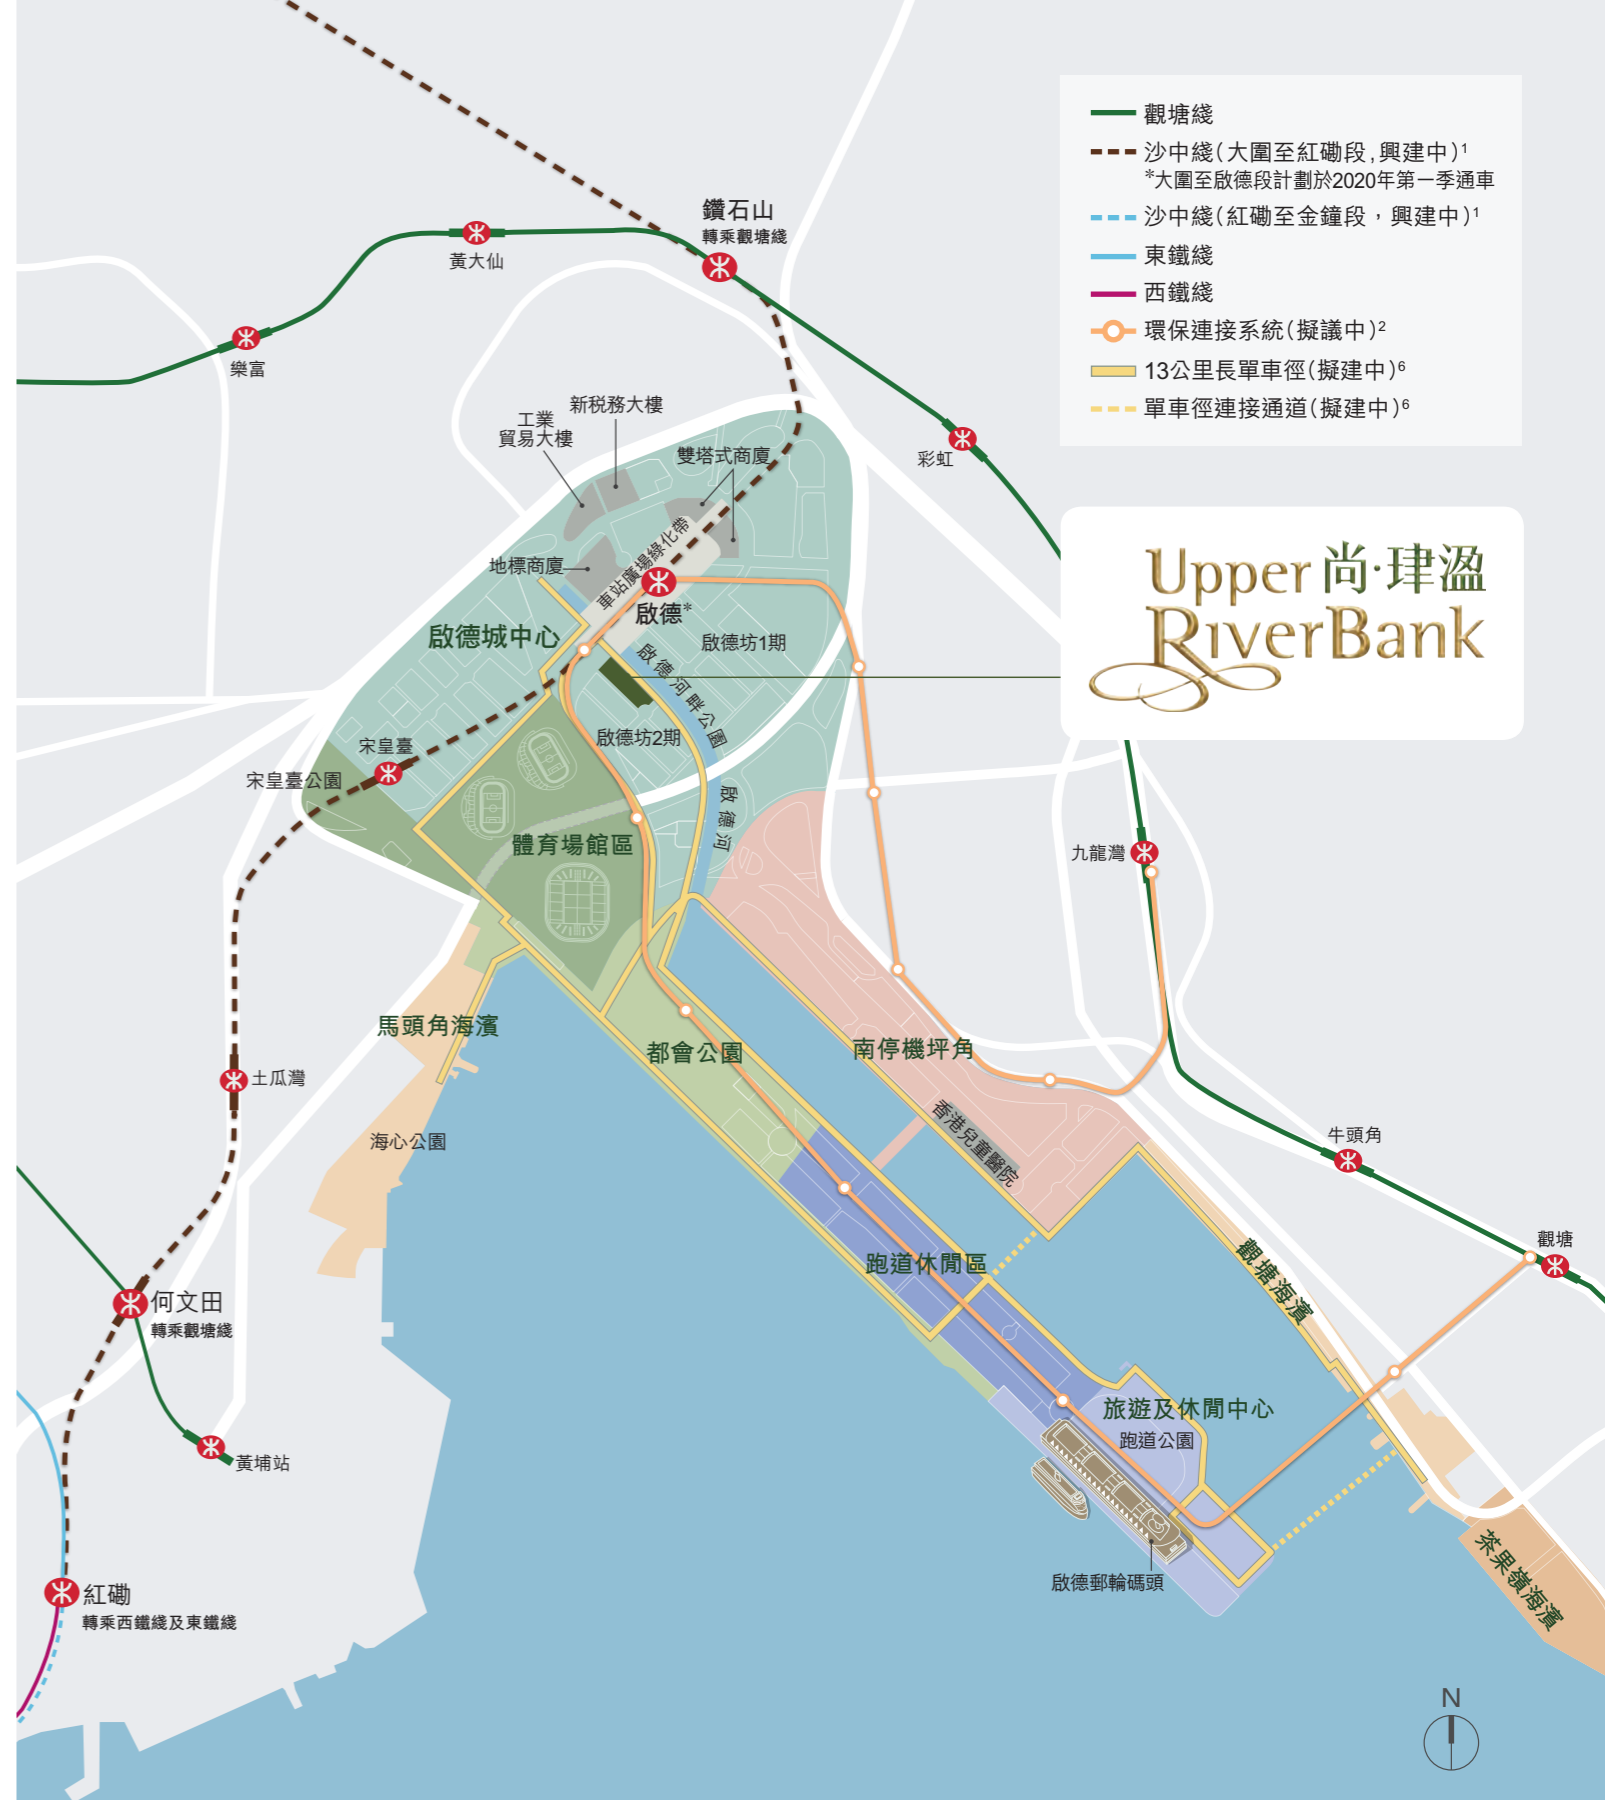 觀塘綫
沙中綫(大圍至紅磡段,興建中)¹
*大圍至啟德段計劃於2020年第一季通車
沙中綫(紅磡至金鐘段，興建中)¹
東鐵綫
西鐵綫
環保連接系統(擬議中)²
13公里長單車徑(擬建中)⁶
單車徑連接通道(擬建中)⁶
鑽石山
轉乘觀塘綫
黃大仙
樂富
彩虹
新稅務大樓
工業
貿易大樓
雙塔式商廈
地標商廈
車站廣場綠化帶
啟德*
啟德城中心
啟德坊1期
啟德河畔公園
啟德坊2期
Upper 尚·珒溋
RiverBank
宋皇臺
宋皇臺公園
啟德河
體育場館區
九龍灣
馬頭角海濱
都會公園
南停機坪角
土瓜灣
香港兒童醫院
海心公園
牛頭角
觀塘
跑道休閒區
觀塘海濱
何文田
轉乘觀塘綫
旅遊及休閒中心
跑道公園
黃埔站
啟德郵輪碼頭
茶果嶺海濱
紅磡
轉乘西鐵綫及東鐵綫
N